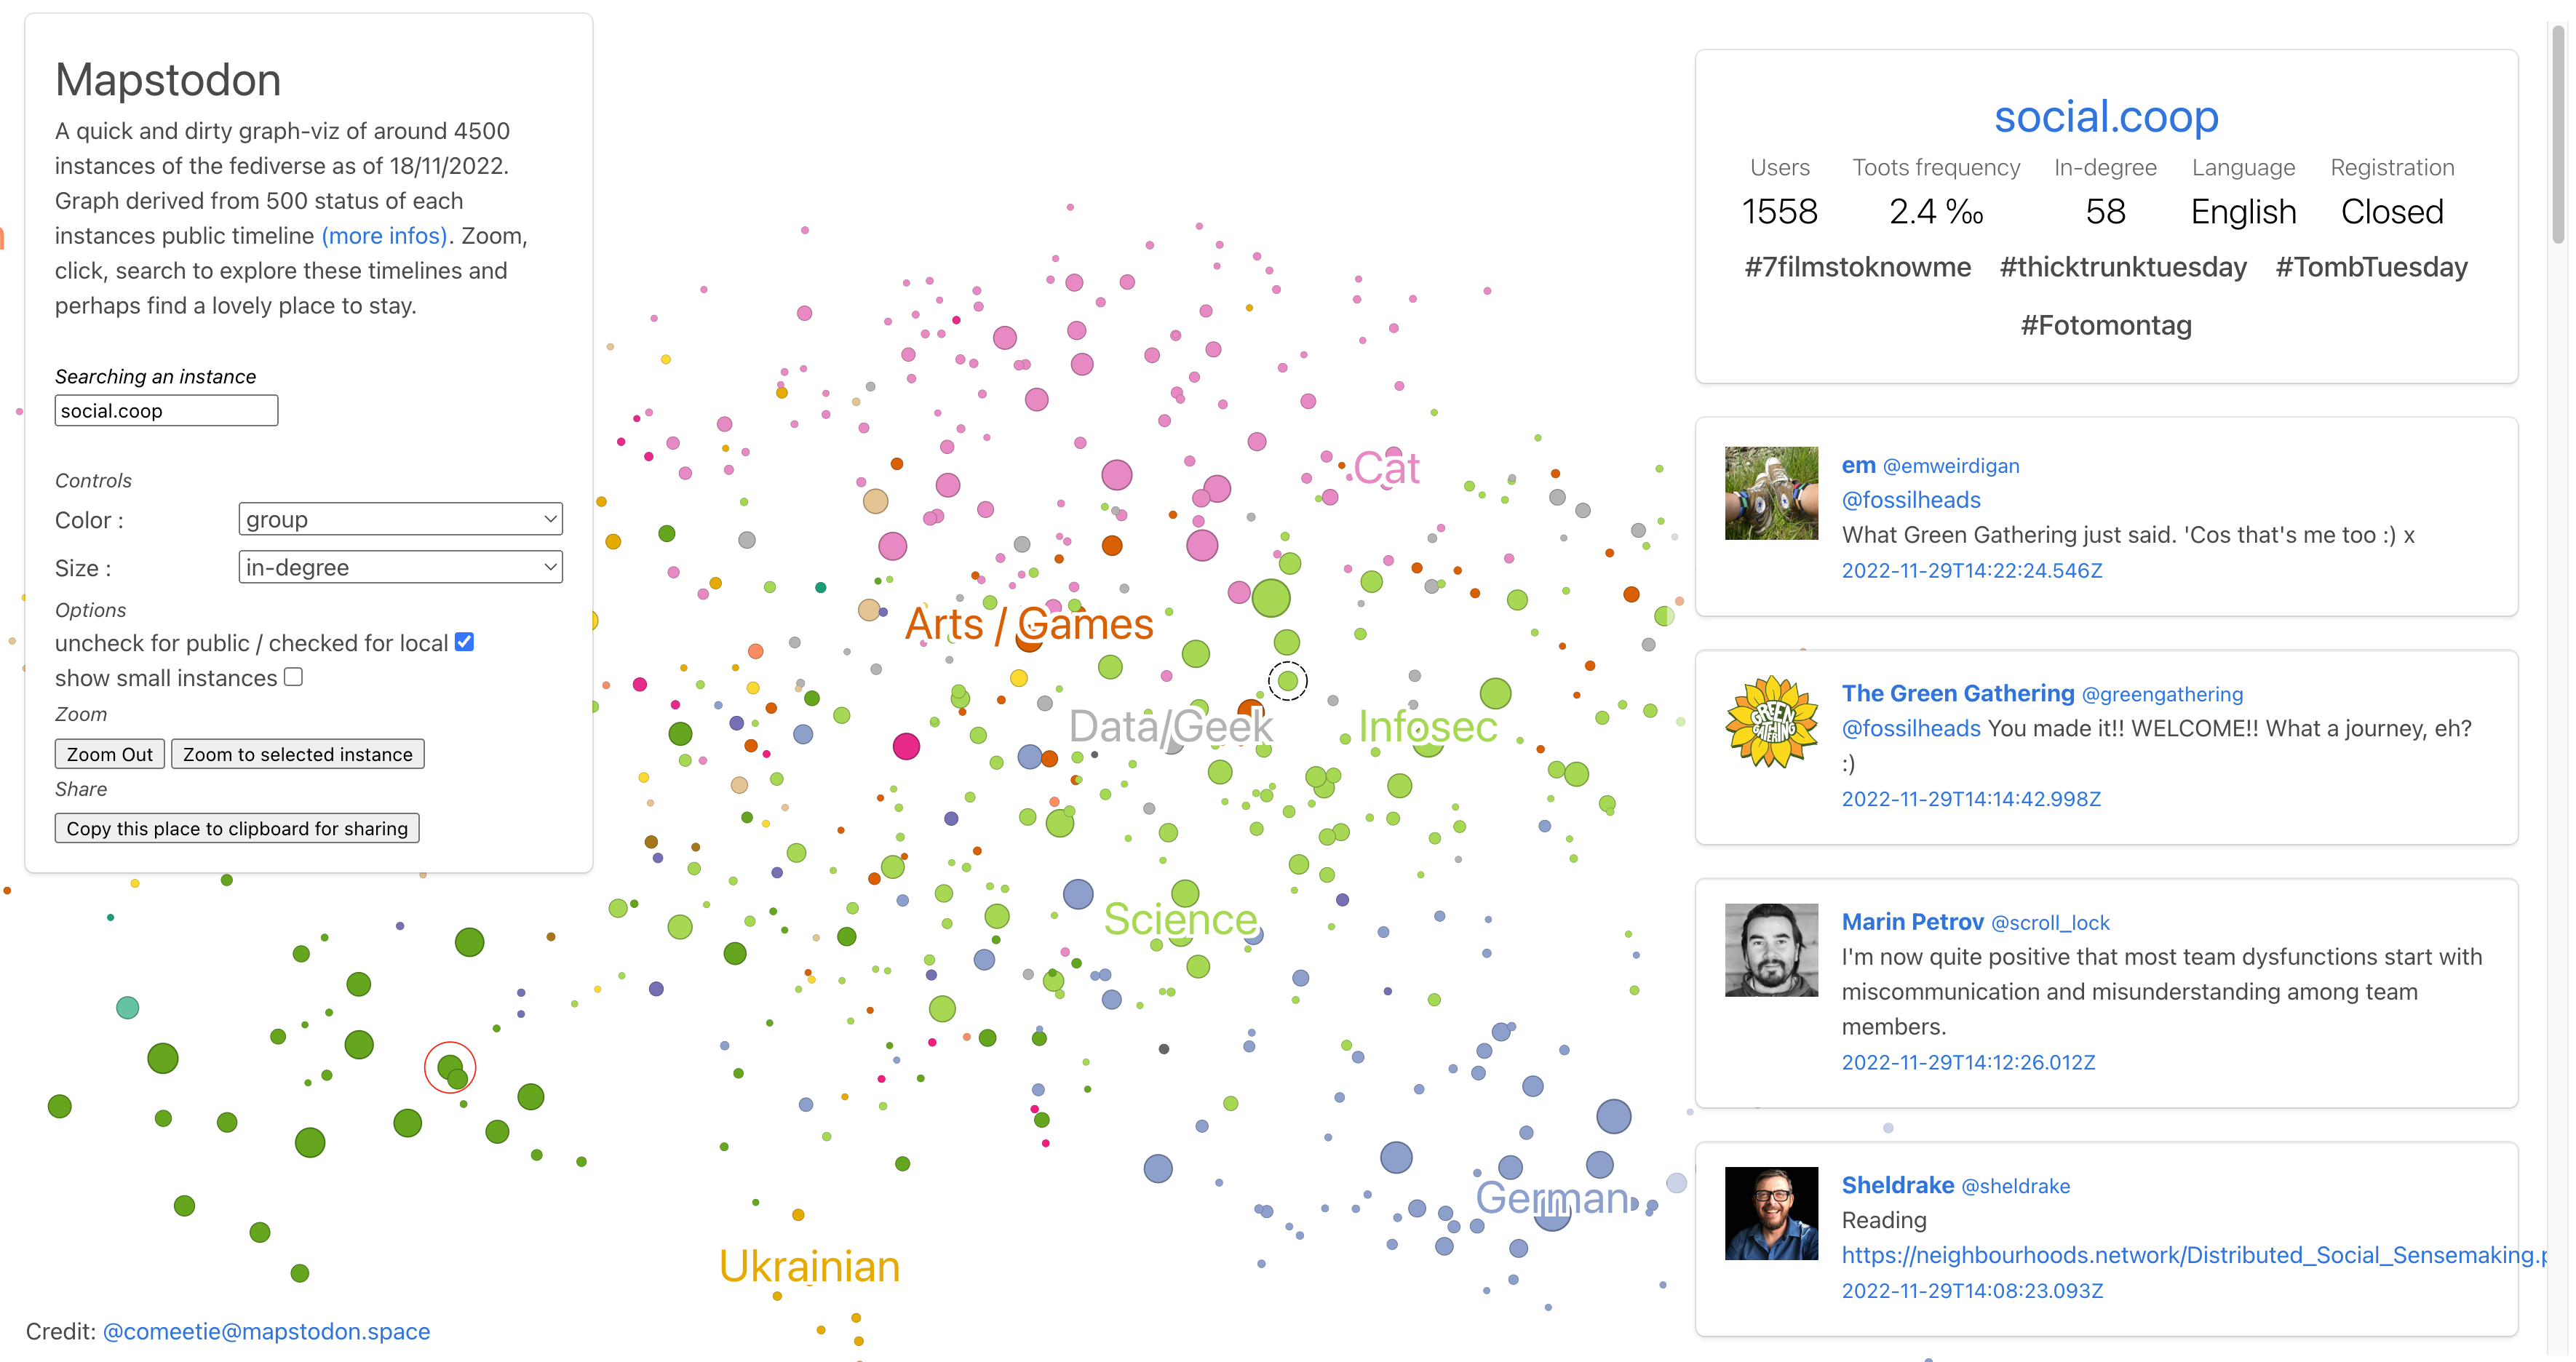 Mapstodon
A quick and dirty graph-viz of around 4500
instances of the fediverse as of 18/11/2022.
Graph derived from 500 status of each
instances public timeline (more infos). Zoom,
click, search to explore these timelines and
perhaps find a lovely place to stay.
Searching an instance
social.coop
Controls
Color :
group
Size :
in-degree
Options
uncheck for public / checked for local
show small instances
Zoom
Zoom Out
Zoom to selected instance
Share
Copy this place to clipboard for sharing
Credit: @comeetie@mapstodon.space
Cat
Arts / Games
Data/Geek
Infosec
Science
German
Ukrainian
social.coop
Users Toots frequency In-degree Language Registration
1558 2.4 ‰ 58 English Closed
#7filmstoknowme #thicktrunktuesday #TombTuesday
#Fotomontag
em @emweirdigan
@fossilheads
What Green Gathering just said. 'Cos that's me too :) x
2022-11-29T14:22:24.546Z
GREEN
GATHERING
The Green Gathering @greengathering
@fossilheads You made it!! WELCOME!! What a journey, eh?
:)
2022-11-29T14:14:42.998Z
Marin Petrov @scroll_lock
I'm now quite positive that most team dysfunctions start with
miscommunication and misunderstanding among team
members.
2022-11-29T14:12:26.012Z
Sheldrake @sheldrake
Reading
https://neighbourhoods.network/Distributed_Social_Sensemaking.p
2022-11-29T14:08:23.093Z